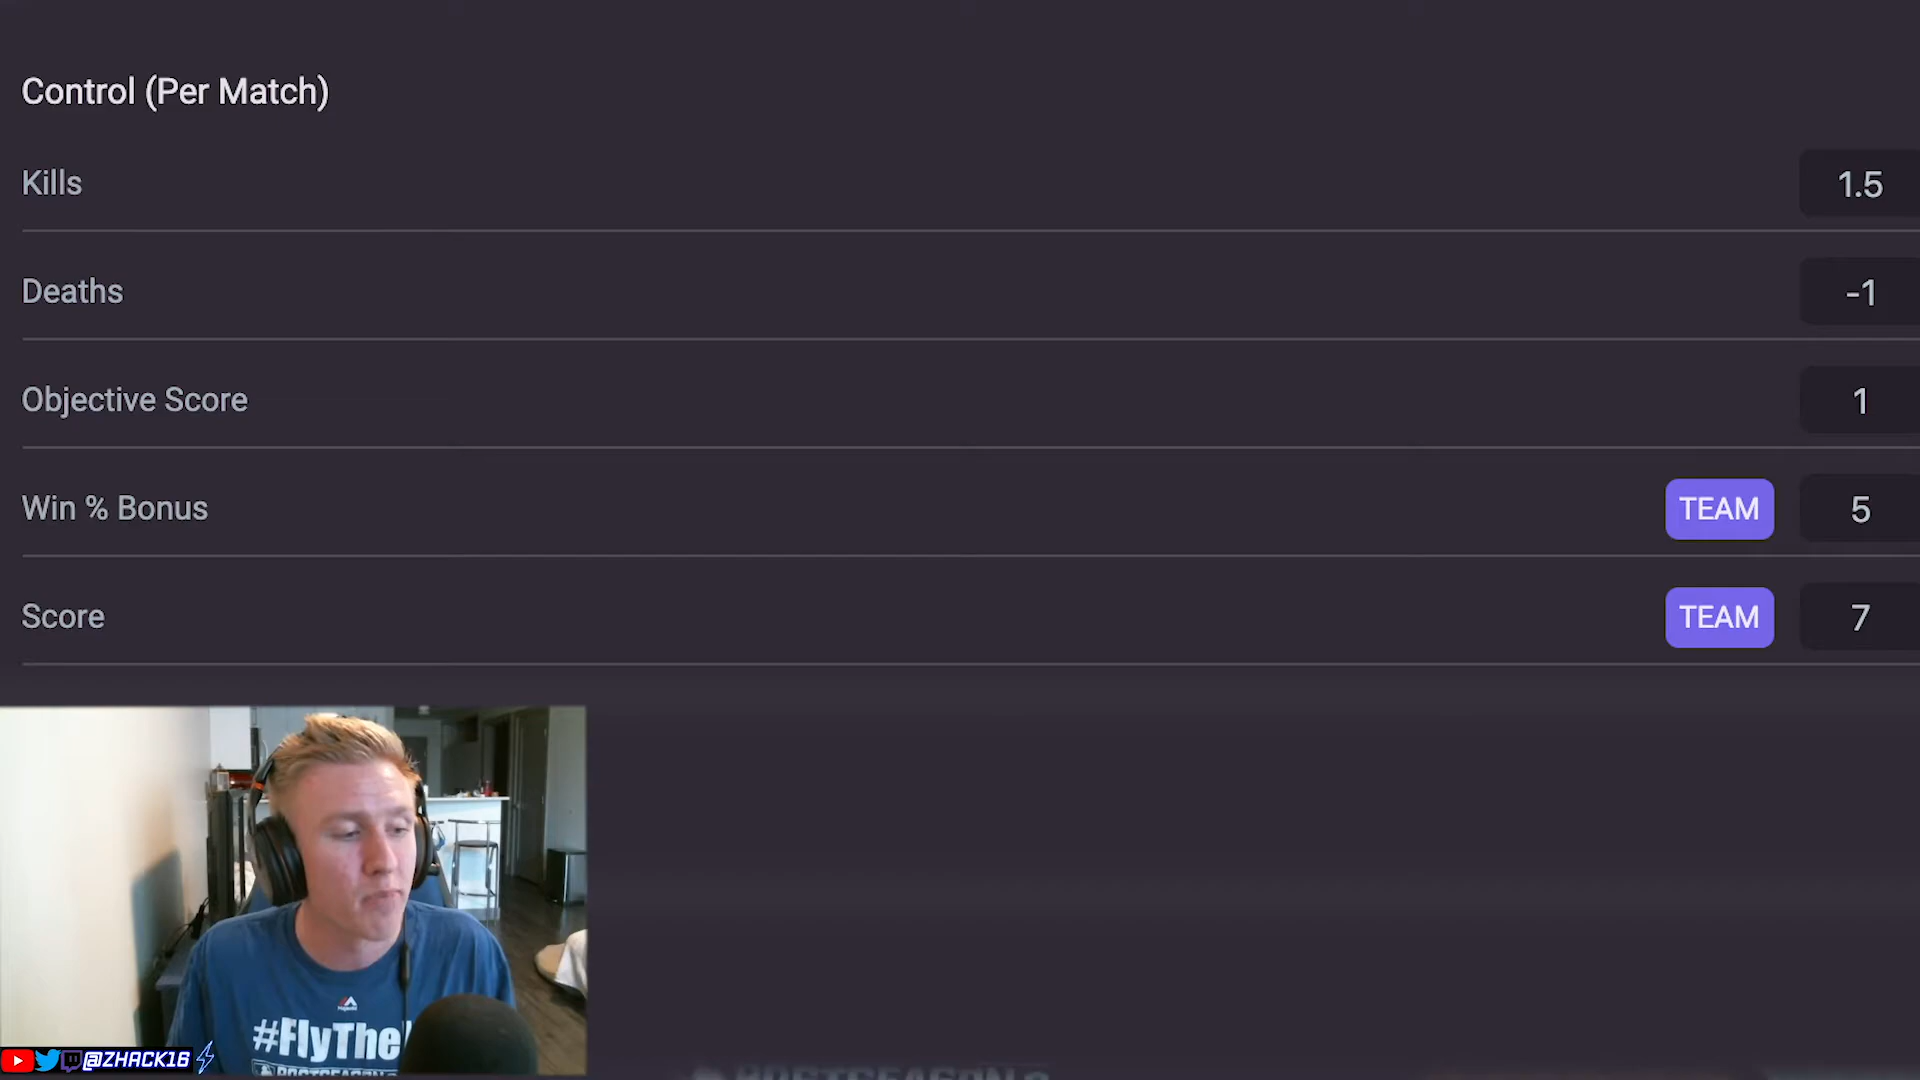 Control (Per Match)
Kills 1.5
Deaths -1
Objective Score 1
Win % Bonus TEAM 5
Score TEAM 7
#FlyThe
@ZHACK16